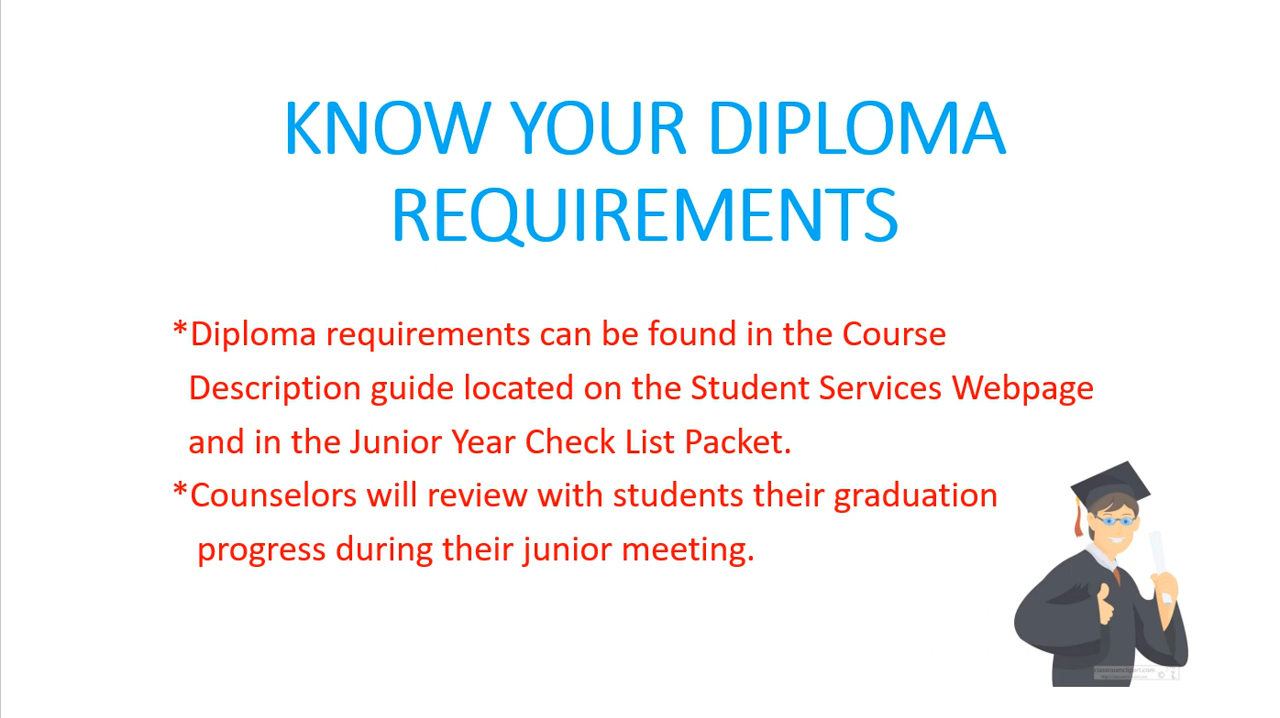 KNOW YOUR DIPLOMA
REQUIREMENTS
*Diploma requirements can be found in the Course
Description guide located on the Student Services Webpage
and in the Junior Year Check List Packet.
*Counselors will review with students their graduation
progress during their junior meeting.